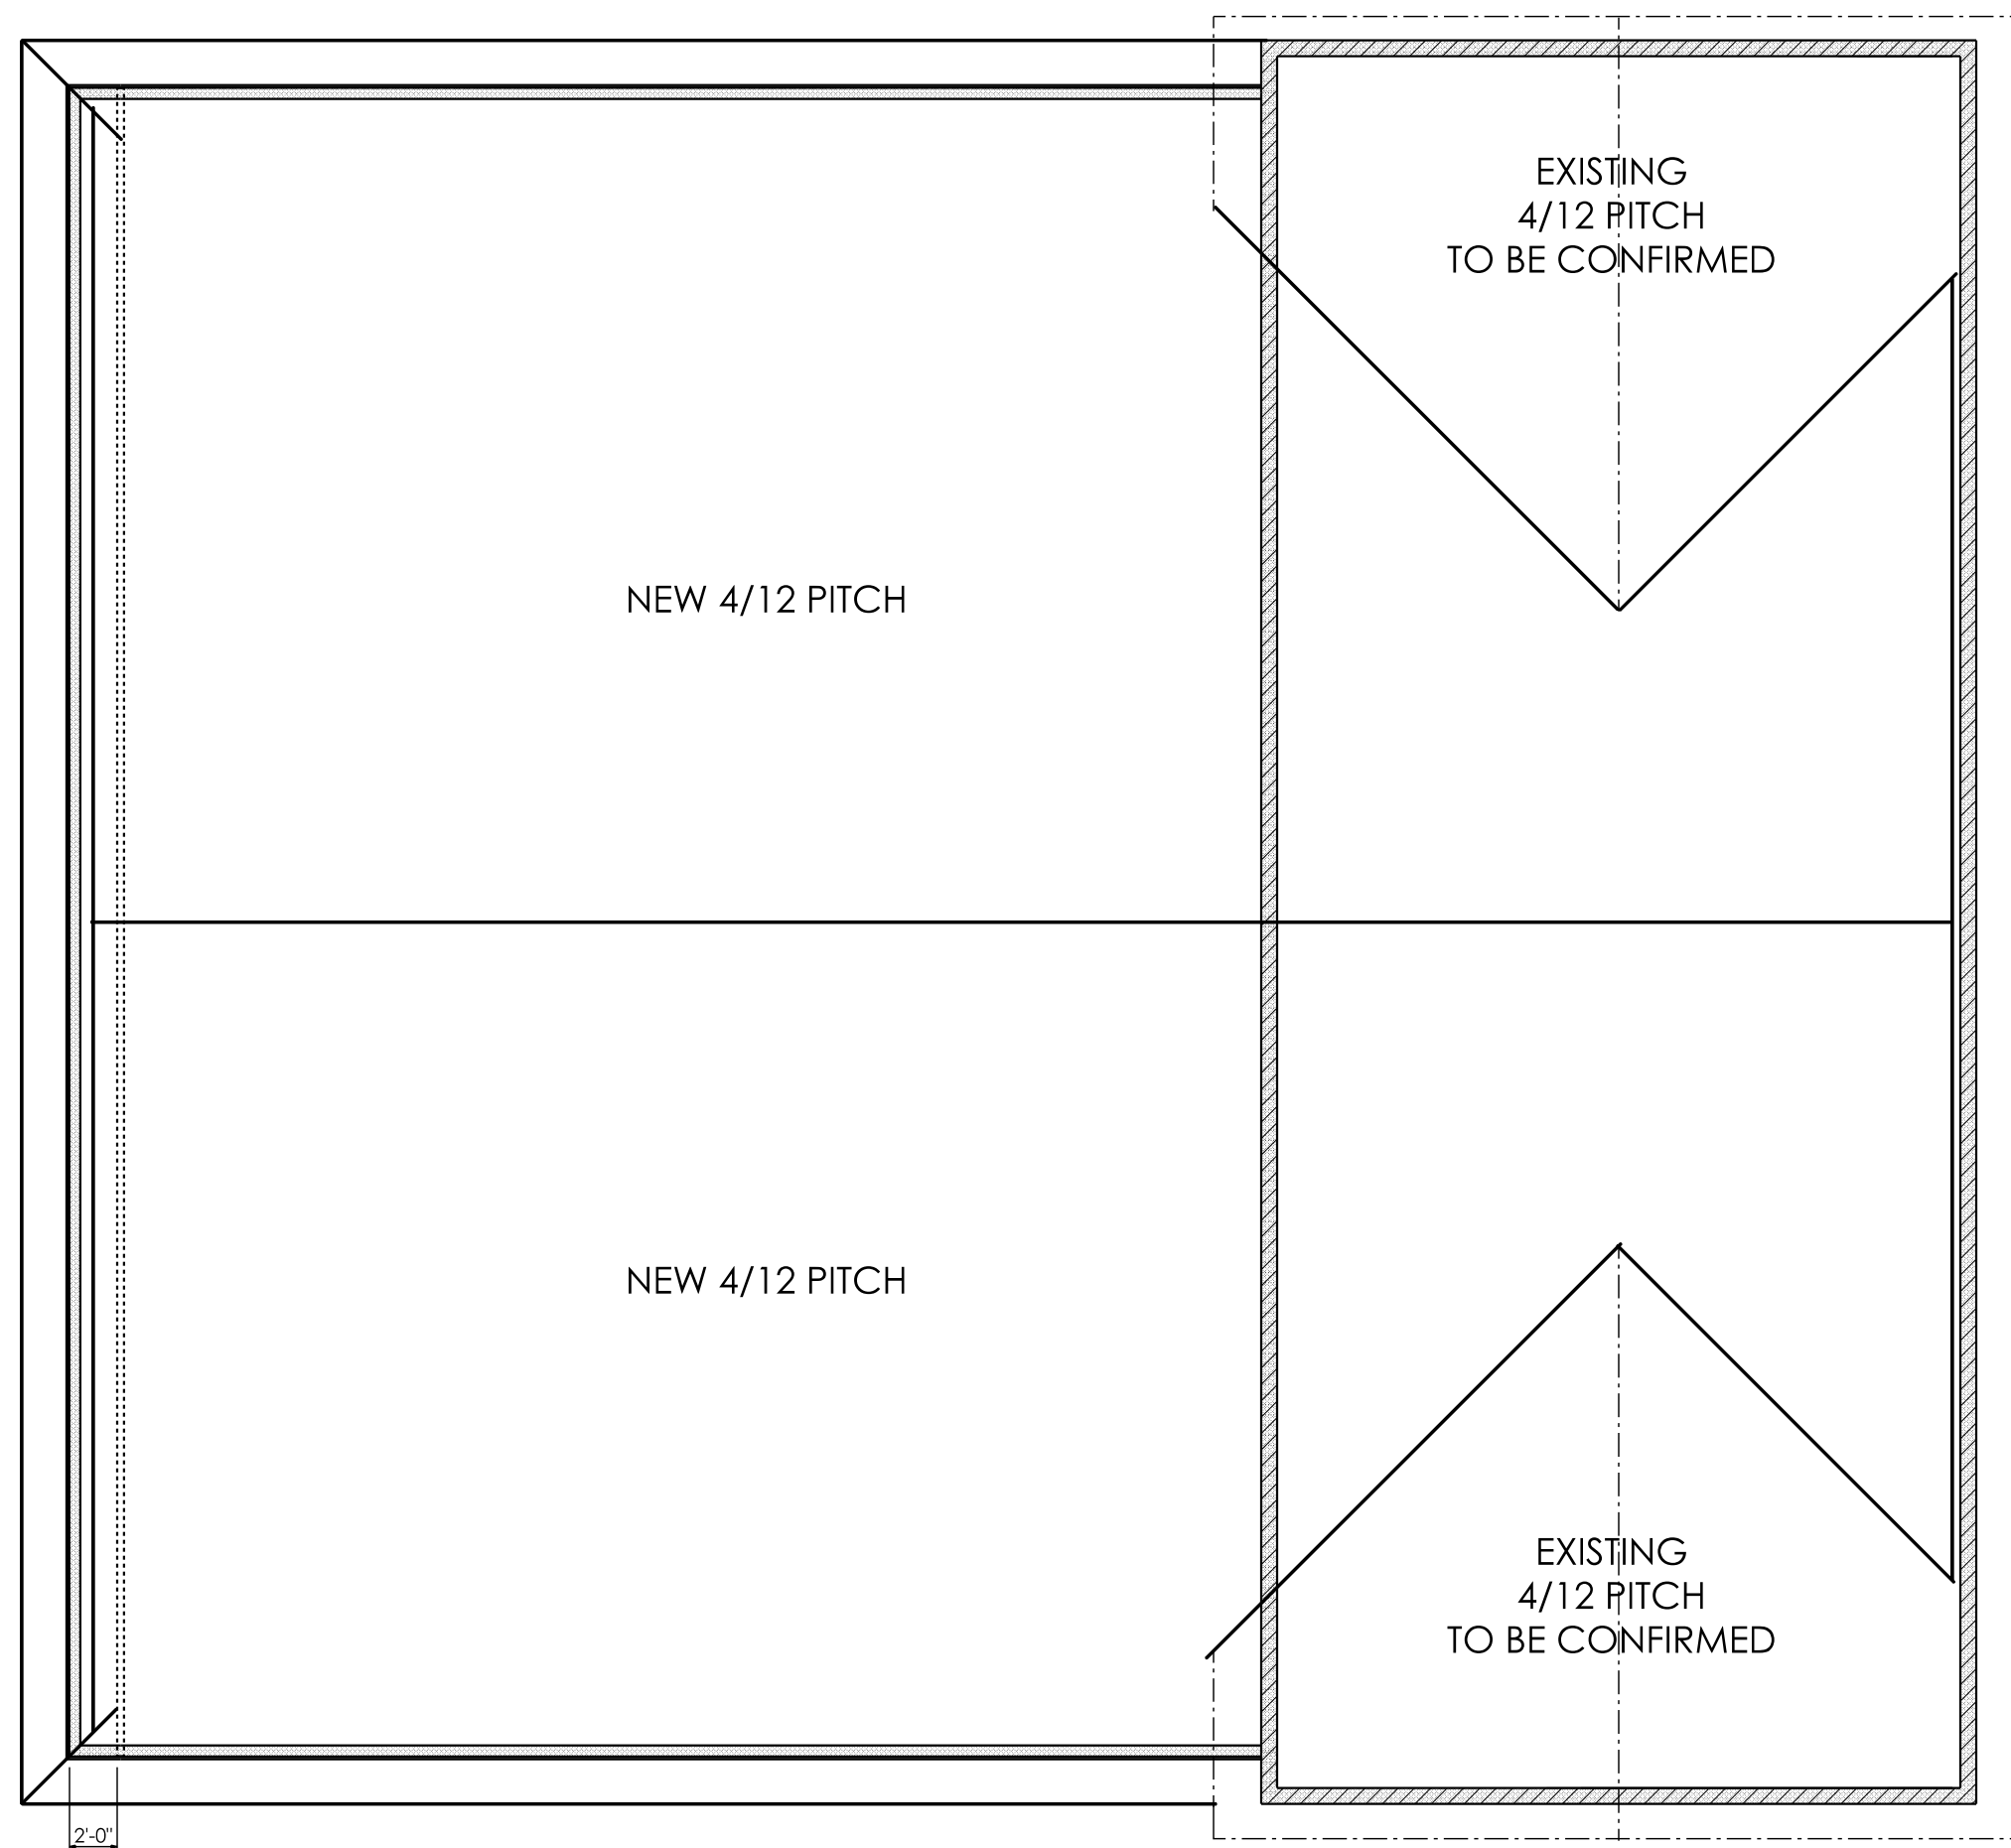 EXISTING
4/12 PITCH
TO BE CONFIRMED
NEW 4/12 PITCH
NEW 4/12 PITCH
EXISTING
4/12 PITCH
TO BE CONFIRMED
2'-0"